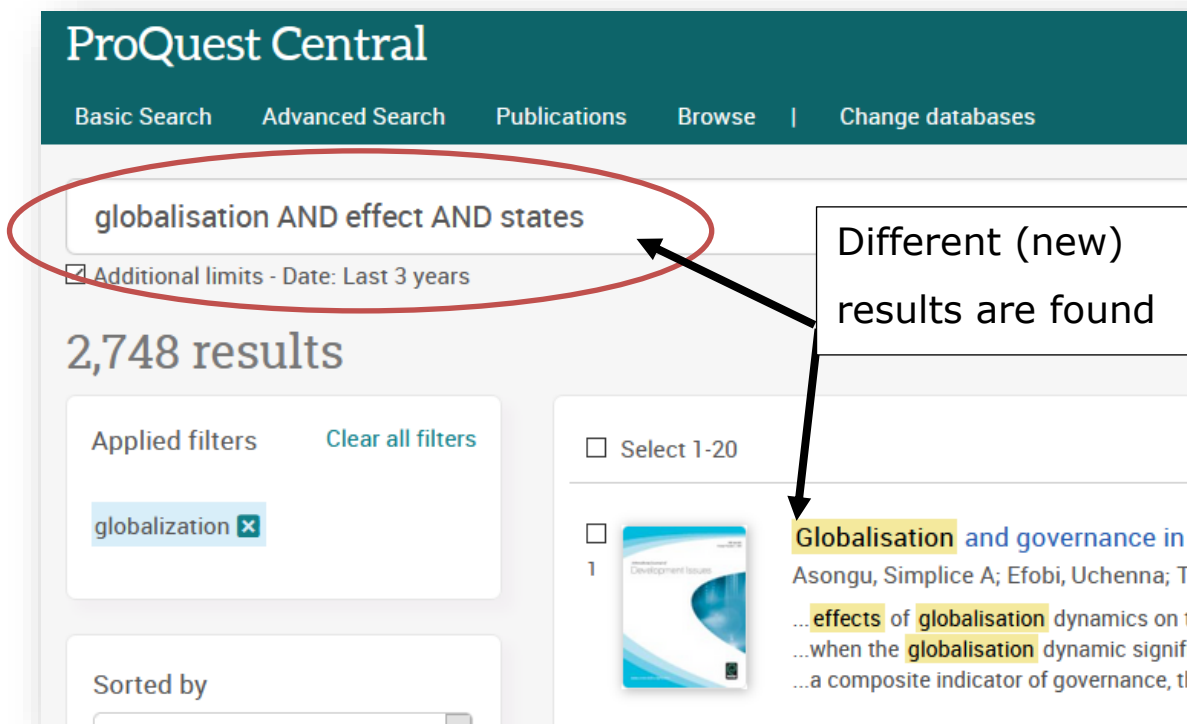 ProQuest Central
Basic Search Advanced Search Publications Browse | Change databases
globalisation AND effect AND states
Additional limits - Date: Last 3 years
Different (new)
results are found
2,748 results
Applied filters Clear all filters
Select 1-20
globalization
1
Development Issues
Globalisation and governance in
Asongu, Simplice A; Efobi, Uchenna; T
...effects of globalisation dynamics on t
...when the globalisation dynamic signif
...a composite indicator of governance, th
Sorted by